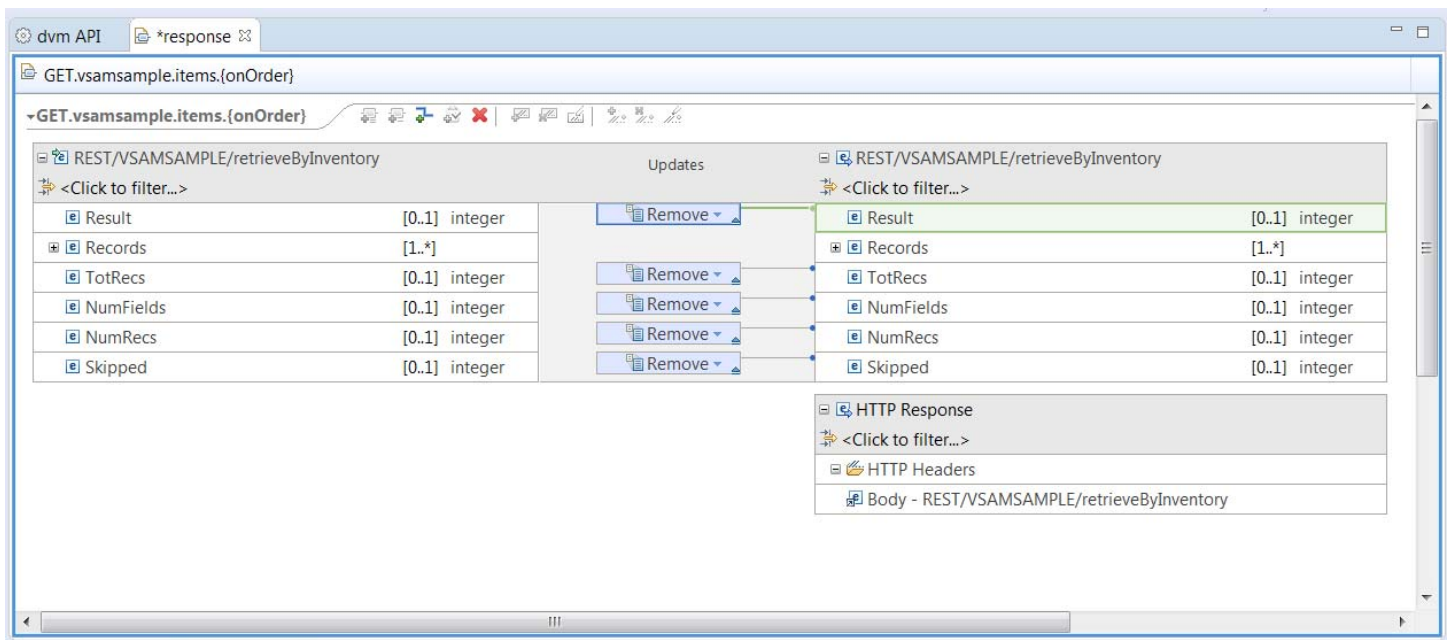 dvm API
*response
GET.vsamsample.items.{onOrder}
GET.vsamsample.items.{onOrder}
REST/VSAMSAMPLE/retrieveByInventory Updates REST/VSAMSAMPLE/retrieveByInventory
<Click to filter...> <Click to filter...>
Result [0..1] integer Remove Result [0..1] integer
Records [1..*] Records [1..*]
TotRecs [0..1] integer Remove TotRecs [0..1] integer
NumFields [0..1] integer Remove NumFields [0..1] integer
NumRecs [0..1] integer Remove NumRecs [0..1] integer
Skipped [0..1] integer Remove Skipped [0..1] integer
HTTP Response
<Click to filter...>
HTTP Headers
Body - REST/VSAMSAMPLE/retrieveByInventory